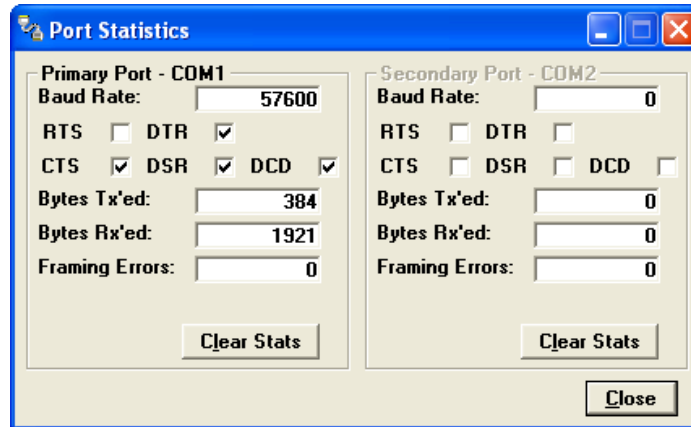 Port Statistics
Primary Port - COM1
Baud Rate: 57600
RTS DTR
CTS DSR DCD
Bytes Tx'ed: 384
Bytes Rx'ed: 1921
Framing Errors: 0
Clear Stats
Secondary Port - COM2
Baud Rate: 0
RTS DTR
CTS DSR DCD
Bytes Tx'ed: 0
Bytes Rx'ed: 0
Framing Errors: 0
Clear Stats
Close